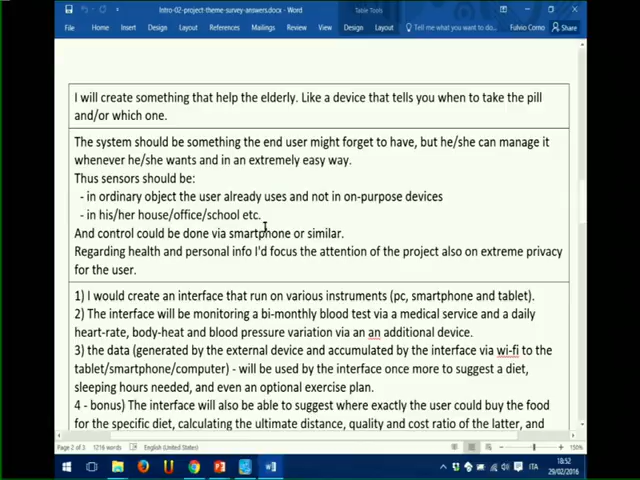 Intro-02-project-theme-survey-answers.docx - Word
Table Tools
File
Home
Insert
Design
Layout
References
Mailings
Review
View
Design
Layout
Tell me what you want to do...
Fulvio Corno
Share
I will create something that help the elderly. Like a device that tells you when to take the pill
and/or which one.
The system should be something the end user might forget to have, but he/she can manage it
whenever he/she wants and in an extremely easy way.
Thus sensors should be:
- in ordinary object the user already uses and not in on-purpose devices
- in his/her house/office/school etc.
And control could be done via smartphone or similar.
Regarding health and personal info I'd focus the attention of the project also on extreme privacy
for the user.
1) I would create an interface that run on various instruments (pc, smartphone and tablet).
2) The interface will be monitoring a bi-monthly blood test via a medical service and a daily
heart-rate, body-heat and blood pressure variation via an an additional device.
3) the data (generated by the external device and accumulated by the interface via wi-fi to the
tablet/smartphone/computer) - will be used by the interface once more to suggest a diet,
sleeping hours needed, and even an optional exercise plan.
4 - bonus) The interface will also be able to suggest where exactly the user could buy the food
for the specific diet, calculating the ultimate distance, quality and cost ratio of the latter, and
Page 2 of 3
1216 words
English (United States)
150%
ITA
18:52
29/02/2016